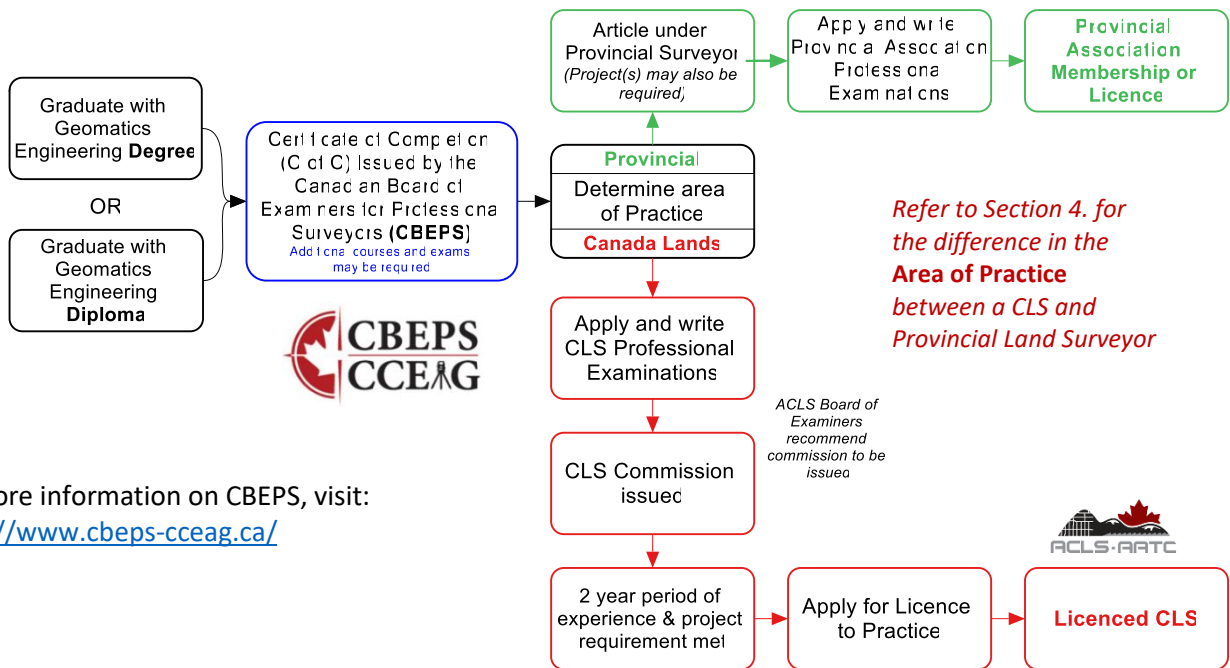 Graduate with
Geomatics
Engineering Degree
OR
Graduate with
Geomatics
Engineering
Diploma
Certificate of Completion
(C of C) Issued by the
Canadian Board of
Examiners for Professional
Surveyors (CBEPS)
Additional courses and exams
may be required
CBEPS
CCEAG
Article under
Provincial Surveyor
(Project(s) may also be
required)
Apply and write
Provincial Association
Professional
Examinations
Provincial
Association
Membership or
Licence
Provincial
Determine area
of Practice
Canada Lands
Refer to Section 4. for
the difference in the
Area of Practice
between a CLS and
Provincial Land Surveyor
Apply and write
CLS Professional
Examinations
ACLS Board of
Examiners
recommend
commission to be
issued
CLS Commission
issued
ore information on CBEPS, visit:
//www.cbeps-cceag.ca/
ACLS-AATC
2 year period of
experience & project
requirement met
Apply for Licence
to Practice
Licenced CLS